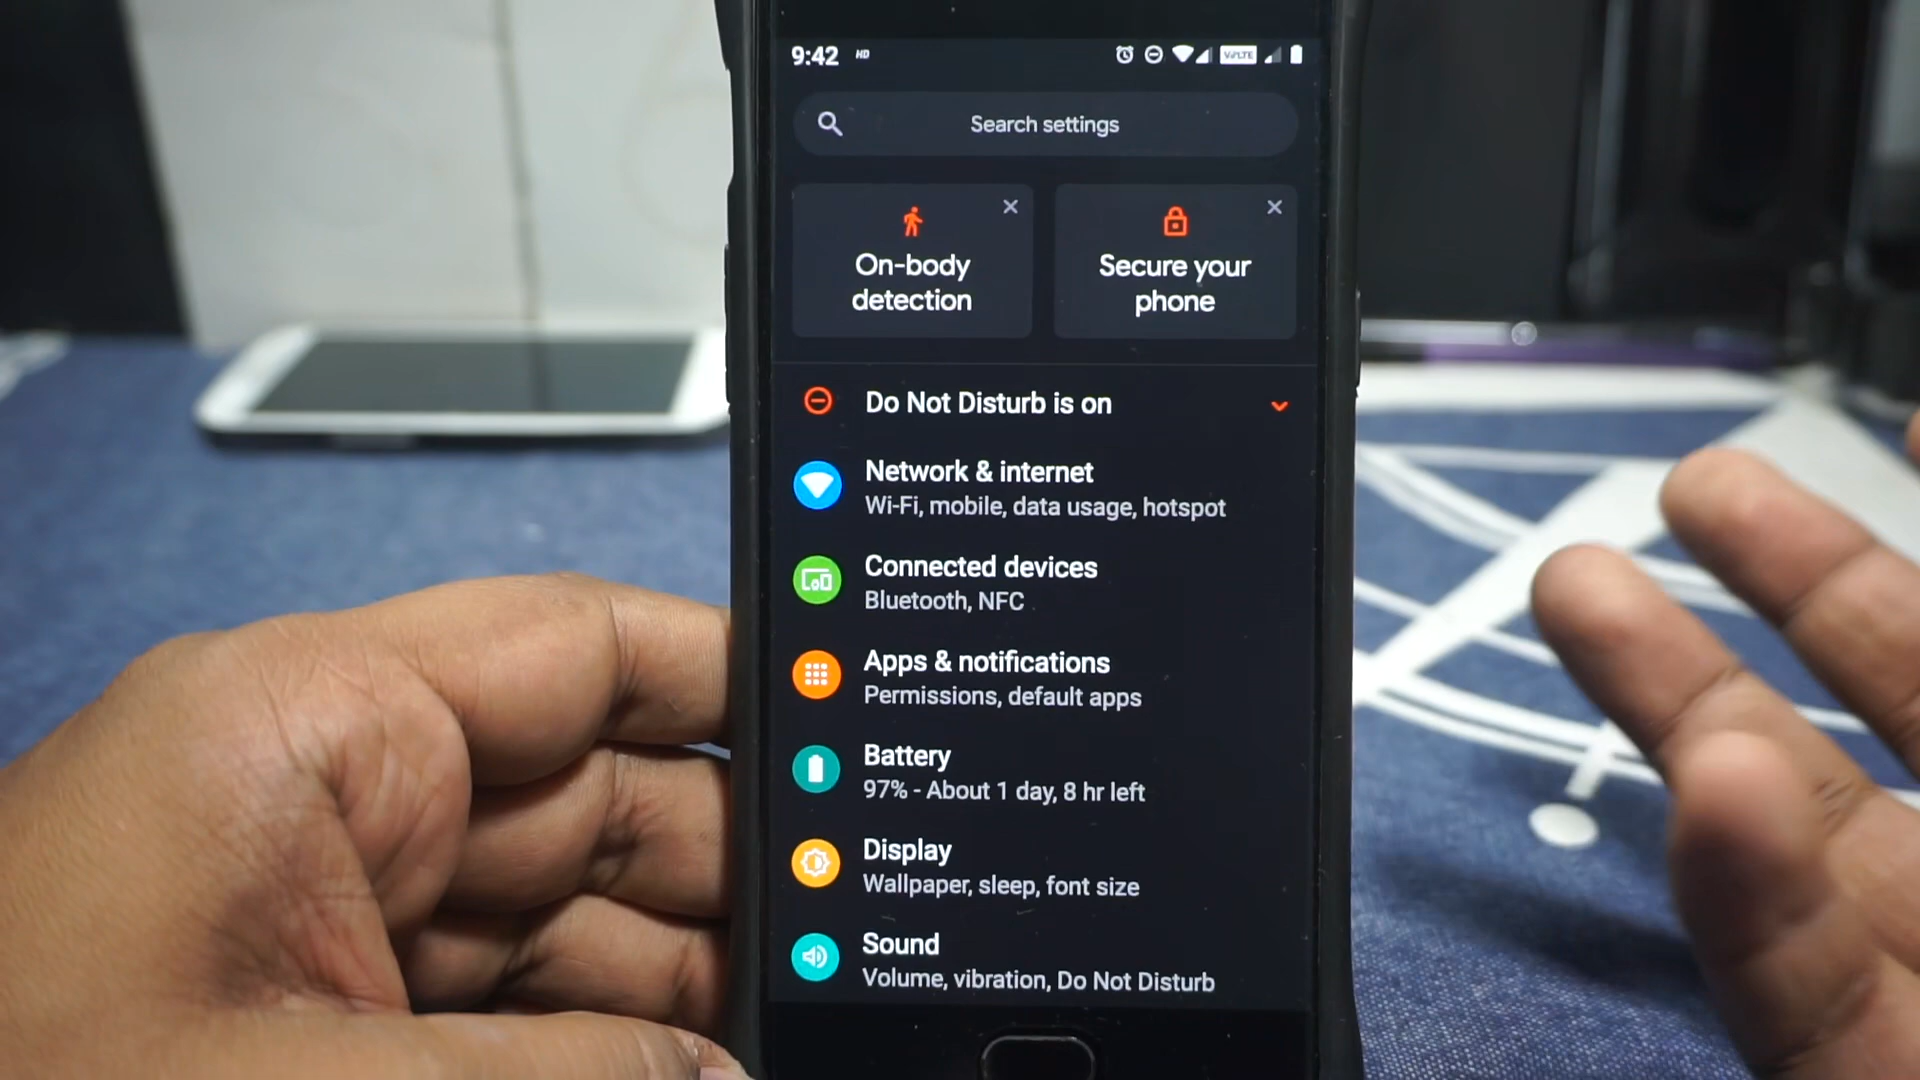 9:42 HD VoLTE
Search settings
On-body
detection
Secure your
phone
Do Not Disturb is on
Network & internet
Wi-Fi, mobile, data usage, hotspot
Connected devices
Bluetooth, NFC
Apps & notifications
Permissions, default apps
Battery
97% - About 1 day, 8 hr left
Display
Wallpaper, sleep, font size
Sound
Volume, vibration, Do Not Disturb